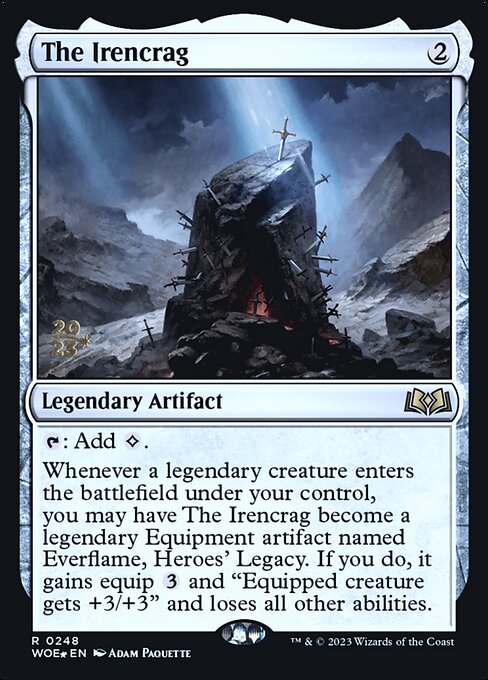 The Irencrag 2
20
23
Legendary Artifact
: Add .
Whenever a legendary creature enters
the battlefield under your control,
you may have The Irencrag become a
legendary Equipment artifact named
Everflame, Heroes' Legacy. If you do, it
gains equip 3 and “Equipped creature
gets +3/+3” and loses all other abilities.
R 0248
WOE★EN Adam Paquette
™ & © 2023 Wizards of the Coast